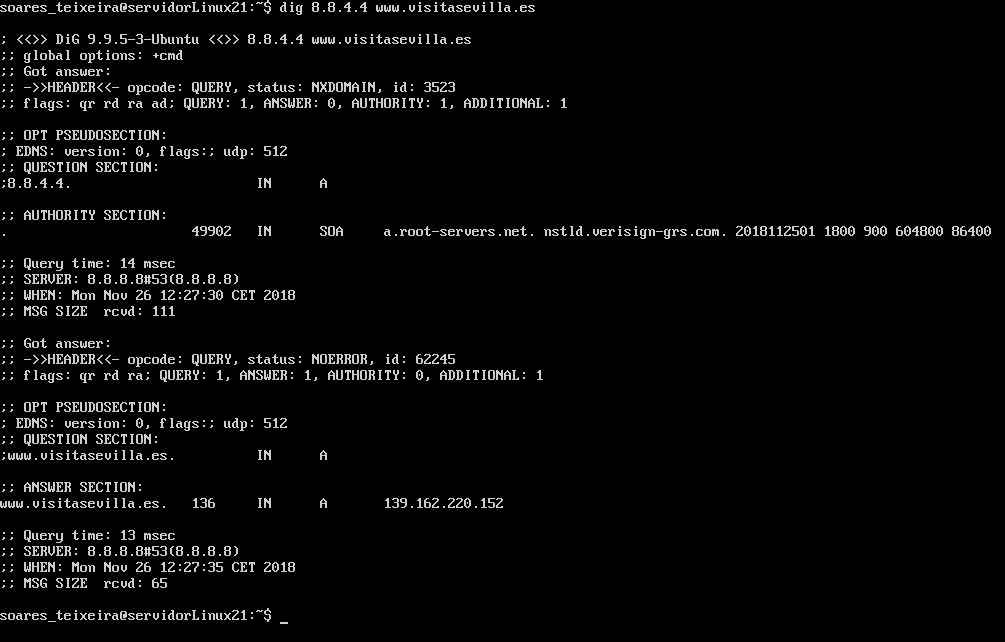 soares_teixeira@servidorLinux21:~$ dig 8.8.4.4 www.visitasevilla.es

; <<>> DiG 9.9.5-3-Ubuntu <<>> 8.8.4.4 www.visitasevilla.es
;; global options: +cmd
;; Got answer:
;; ->>HEADER<<- opcode: QUERY, status: NXDOMAIN, id: 3523
;; flags: qr rd ra ad; QUERY: 1, ANSWER: 0, AUTHORITY: 1, ADDITIONAL: 1

;; OPT PSEUDOSECTION:
; EDNS: version: 0, flags:; udp: 512
;; QUESTION SECTION:
;8.8.4.4.                       IN      A

;; AUTHORITY SECTION:
.                       49902   IN      SOA     a.root-servers.net. nstld.verisign-grs.com. 2018112501 1800 900 604800 86400

;; Query time: 14 msec
;; SERVER: 8.8.8.8#53(8.8.8.8)
;; WHEN: Mon Nov 26 12:27:30 CET 2018
;; MSG SIZE  rcvd: 111

;; Got answer:
;; ->>HEADER<<- opcode: QUERY, status: NOERROR, id: 62245
;; flags: qr rd ra; QUERY: 1, ANSWER: 1, AUTHORITY: 0, ADDITIONAL: 1

;; OPT PSEUDOSECTION:
; EDNS: version: 0, flags:; udp: 512
;; QUESTION SECTION:
;www.visitasevilla.es.          IN      A

;; ANSWER SECTION:
www.visitasevilla.es.   136     IN      A       139.162.220.152

;; Query time: 13 msec
;; SERVER: 8.8.8.8#53(8.8.8.8)
;; WHEN: Mon Nov 26 12:27:35 CET 2018
;; MSG SIZE  rcvd: 65

soares_teixeira@servidorLinux21:~$ _